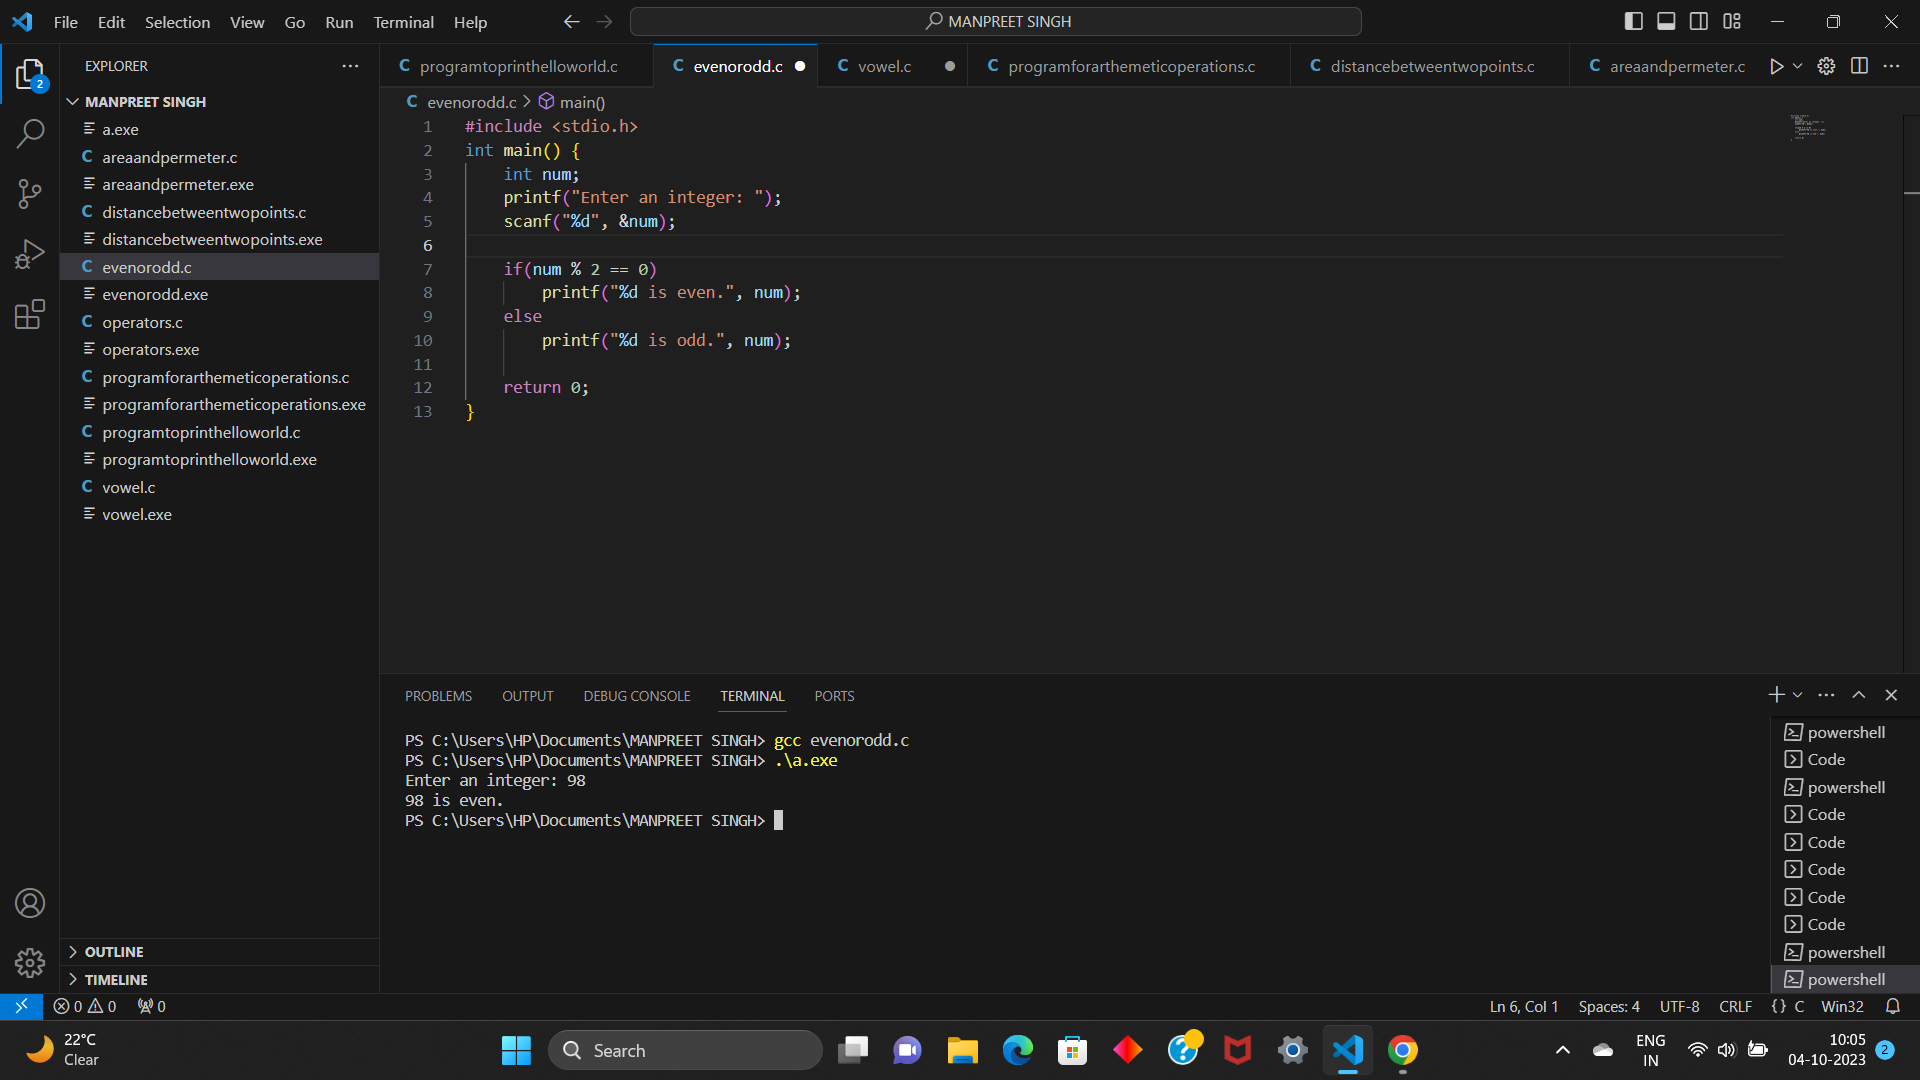 File Edit Selection View Go Run Terminal Help
MANPREET SINGH
EXPLORER
2
MANPREET SINGH
a.exe
C areaandpermeter.c
areaandpermeter.exe
C distancebetweentwopoints.c
distancebetweentwopoints.exe
C evenorodd.c
evenorodd.exe
C operators.c
operators.exe
C programforarthemeticoperations.c
programforarthemeticoperations.exe
C programtoprinthelloworld.c
programtoprinthelloworld.exe
C vowel.c
vowel.exe
OUTLINE
TIMELINE
C programtoprinthelloworld.c C evenorodd.c C vowel.c C programforarthemeticoperations.c C distancebetweentwopoints.c C areaandpermeter.c
C evenorodd.c > main()
1 #include <stdio.h>
2 int main() {
3 int num;
4 printf("Enter an integer: ");
5 scanf("%d", &num);
6
7 if(num % 2 == 0)
8 printf("%d is even.", num);
9 else
10 printf("%d is odd.", num);
11
12 return 0;
13 }
PROBLEMS OUTPUT DEBUG CONSOLE TERMINAL PORTS
PS C:\Users\HP\Documents\MANPREET SINGH> gcc evenorodd.c
PS C:\Users\HP\Documents\MANPREET SINGH> .\a.exe
Enter an integer: 98
98 is even.
PS C:\Users\HP\Documents\MANPREET SINGH>
powershell
Code
powershell
Code
Code
Code
Code
Code
powershell
powershell
0 0 0
Ln 6, Col 1 Spaces: 4 UTF-8 CRLF {} C Win32
22°C
Clear
Search
ENG
IN
10:05
04-10-2023
2